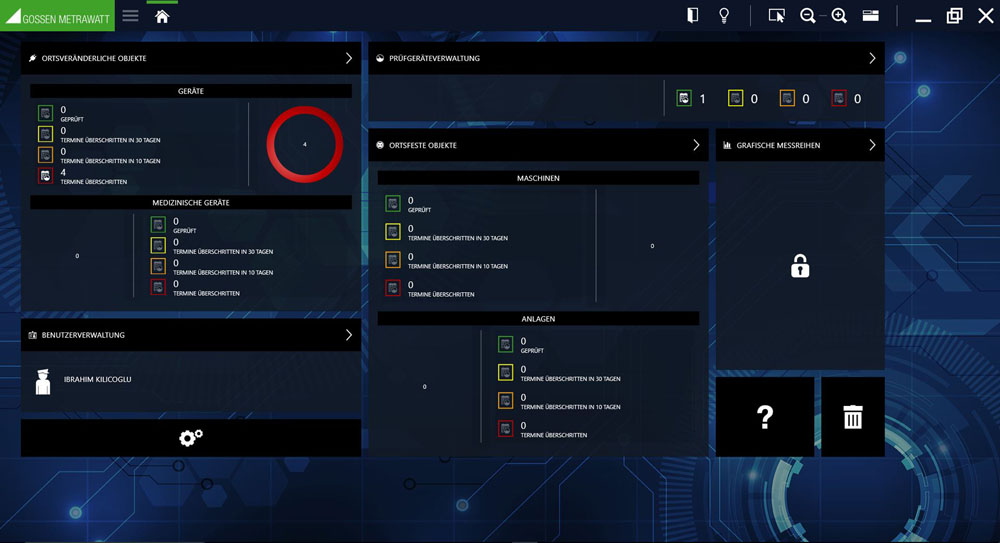 GOSSEN METRAWATT
ORTSVERÄNDERLICHE OBJEKTE
GERÄTE
0
GEPRÜFT
0
TERMINE ÜBERSCHRITTEN IN 30 TAGEN
0
TERMINE ÜBERSCHRITTEN IN 10 TAGEN
4
TERMINE ÜBERSCHRITTEN
4
MEDIZINISCHE GERÄTE
0
0
GEPRÜFT
0
TERMINE ÜBERSCHRITTEN IN 30 TAGEN
0
TERMINE ÜBERSCHRITTEN IN 10 TAGEN
0
TERMINE ÜBERSCHRITTEN
BENUTZERVERWALTUNG
IBRAHIM KILICOGLU
PRÜFGERÄTEVERWALTUNG
1 0 0 0
ORTSFESTE OBJEKTE
MASCHINEN
0
GEPRÜFT
0
TERMINE ÜBERSCHRITTEN IN 30 TAGEN
0
TERMINE ÜBERSCHRITTEN IN 10 TAGEN
0
TERMINE ÜBERSCHRITTEN
0
ANLAGEN
0
0
GEPRÜFT
0
TERMINE ÜBERSCHRITTEN IN 30 TAGEN
0
TERMINE ÜBERSCHRITTEN IN 10 TAGEN
0
TERMINE ÜBERSCHRITTEN
GRAFISCHE MESSREIHEN
?